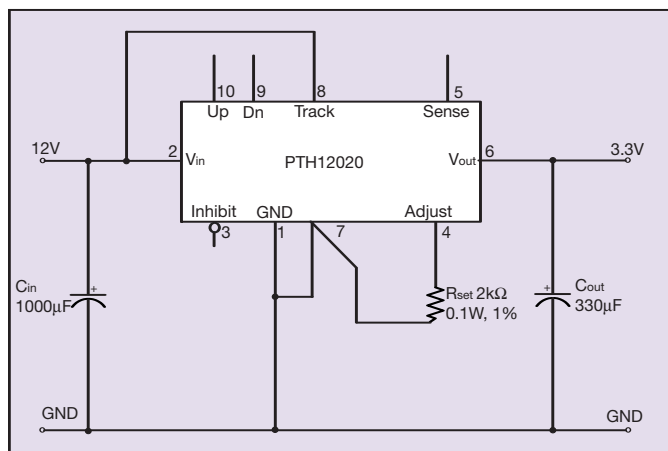 10 9 8 5
Up Dn Track Sense
12V 2 Vin PTH12020 Vout 6 3.3V
Inhibit GND Adjust
3 1 7 4
Cin +
1000µF
Rset 2kΩ
0.1W, 1%
+ Cout
330µF
GND GND